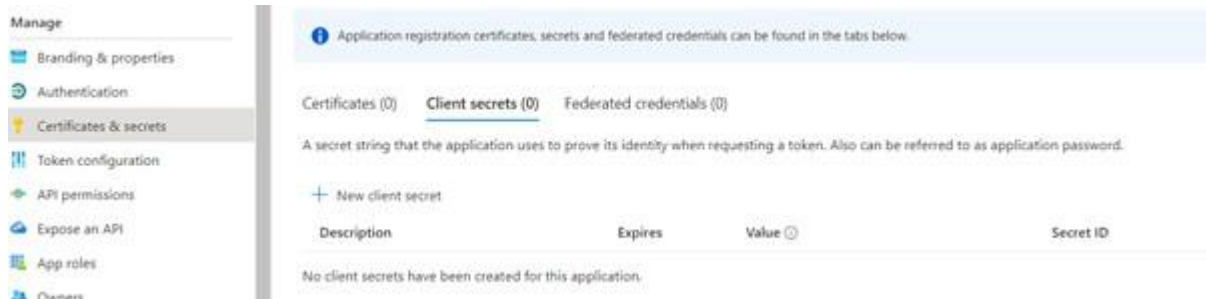 Manage
Branding & properties
Authentication
Certificates & secrets
Token configuration
API permissions
Expose an API
App roles
Owners
Application registration certificates, secrets and federated credentials can be found in the tabs below.
Certificates (0) Client secrets (0) Federated credentials (0)
A secret string that the application uses to prove its identity when requesting a token. Also can be referred to as application password.
New client secret
Description Expires Value Secret ID
No client secrets have been created for this application.